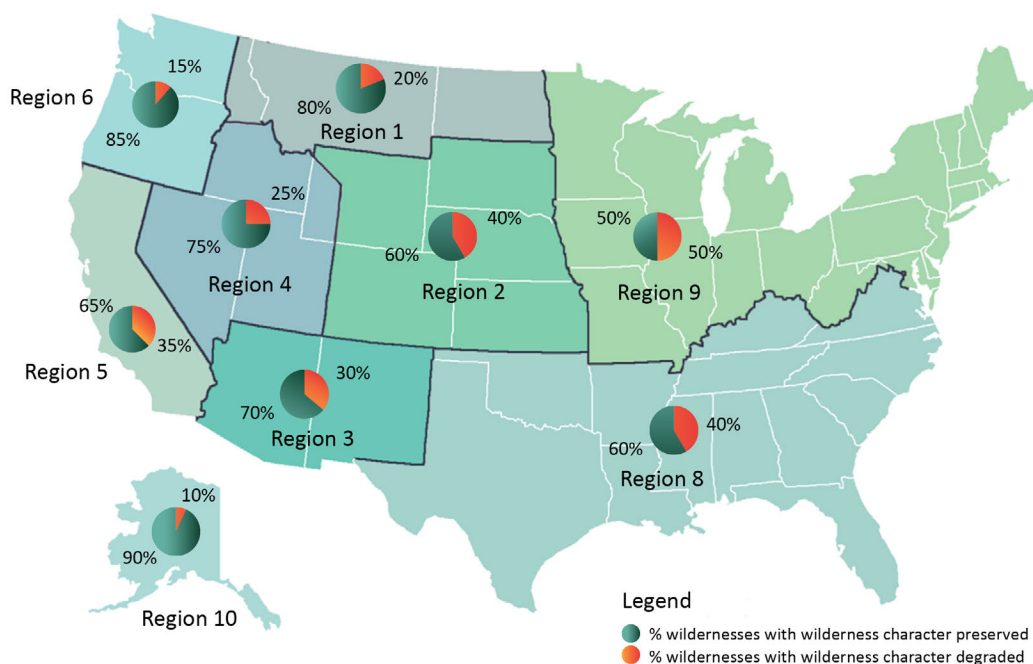 15%
85%
Region 6
20%
80%
Region 1
25%
75%
Region 4
40%
60%
Region 2
50%
50%
Region 9
65%
35%
Region 5
30%
70%
Region 3
40%
60%
Region 8
10%
90%
Region 10
Legend
% wildernesses with wilderness character preserved
% wildernesses with wilderness character degraded